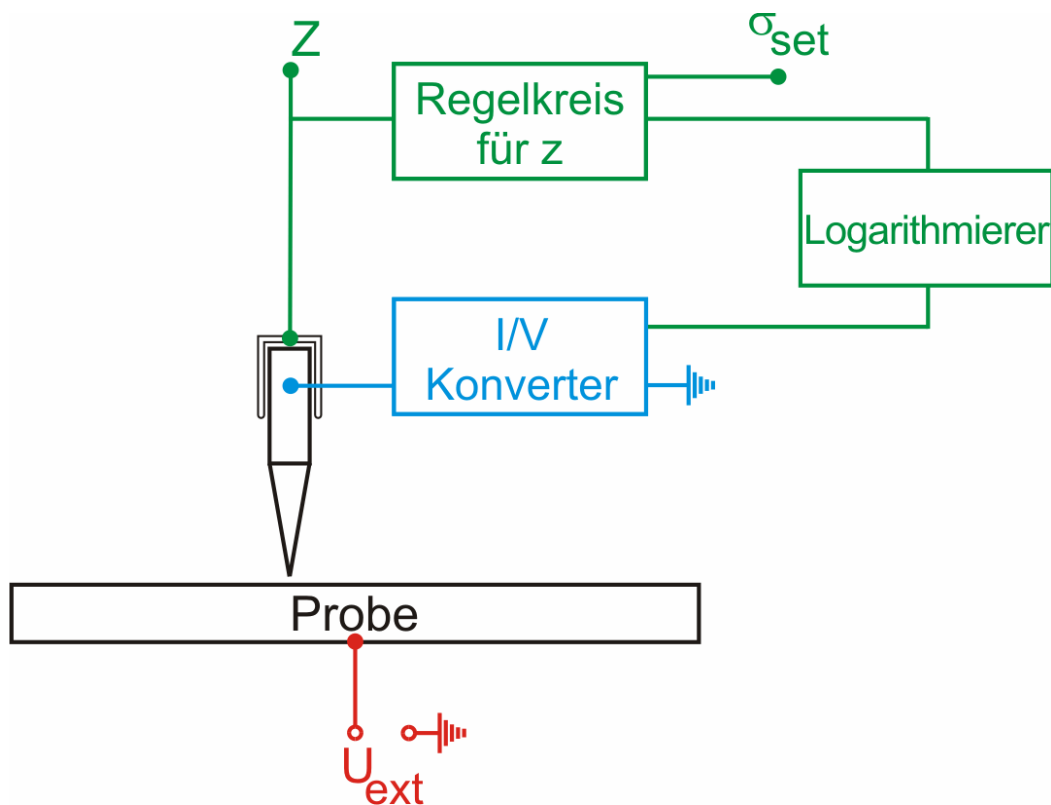 Z
σset
Regelkreis
für z
Logarithmierer
I/V
Konverter
Probe
Uext